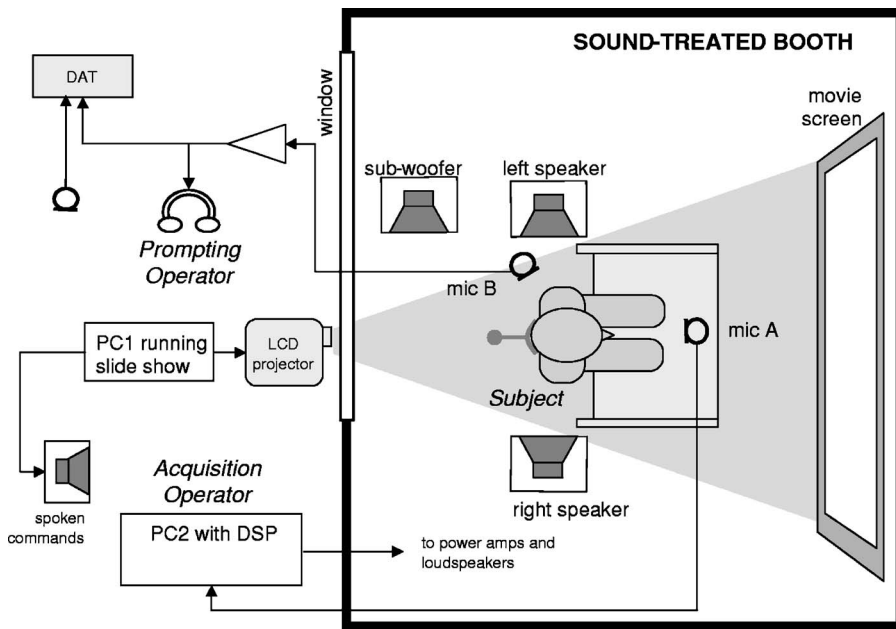 SOUND-TREATED BOOTH
DAT
window
movie
screen
sub-woofer
left speaker
Prompting
Operator
mic B
mic A
PC1 running
slide show
LCD
projector
Subject
Acquisition
Operator
right speaker
spoken
commands
PC2 with DSP
to power amps and
loudspeakers